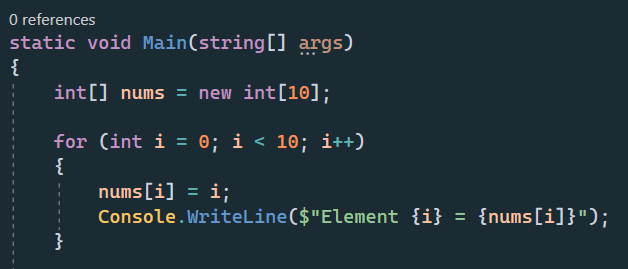 0 references
static void Main(string[] args)
{
int[] nums = new int[10];
for (int i = 0; i < 10; i++)
{
nums[i] = i;
Console.WriteLine($"Element {i} = {nums[i]}");
}